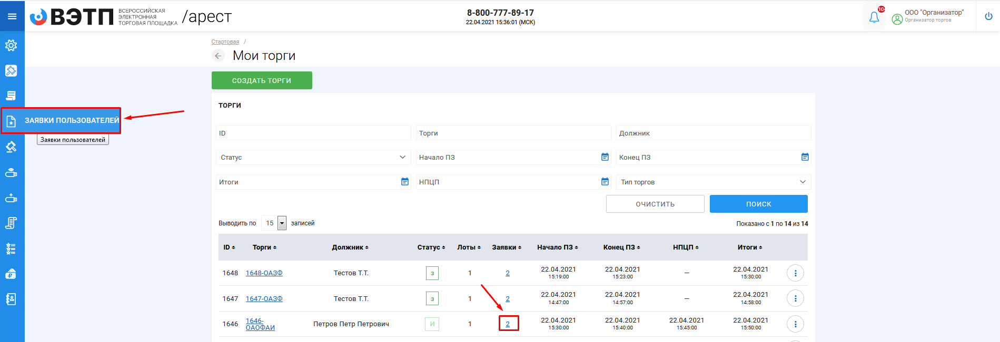 ВЭТП
ВСЕРОССИЙСКАЯ
ЭЛЕКТРОННАЯ
ТОРГОВАЯ ПЛОЩАДКА
/арест
8-800-777-89-17
22.04.2021 15:36:01 (МСК)
10
ООО "Организатор"
Организатор торгов
Стартовая /
Мои торги
СОЗДАТЬ ТОРГИ
ЗАЯВКИ ПОЛЬЗОВАТЕЛЕЙ
Заявки пользователей
ТОРГИ
ID Торги Должник
Статус Начало ПЗ Конец ПЗ
Итоги НПЦП Тип торгов
ОЧИСТИТЬ ПОИСК
Выводить по 15 записей Показано с 1 по 14 из 14
ID Торги Должник Статус Лоты Заявки Начало ПЗ Конец ПЗ НПЦП Итоги
1648 1648-ОАЗФ Тестов Т.Т. З 1 2 22.04.2021 22.04.2021 — 22.04.2021
15:19:00 15:23:00 15:30:00
1647 1647-ОАЗФ Тестов Т.Т. З 1 2 22.04.2021 22.04.2021 — 22.04.2021
14:47:00 14:57:00 14:58:00
1646 1646- Петров Петр Петрович И 1 2 22.04.2021 22.04.2021 22.04.2021 22.04.2021
ОАОФАИ 15:30:00 15:40:00 15:45:00 15:50:00